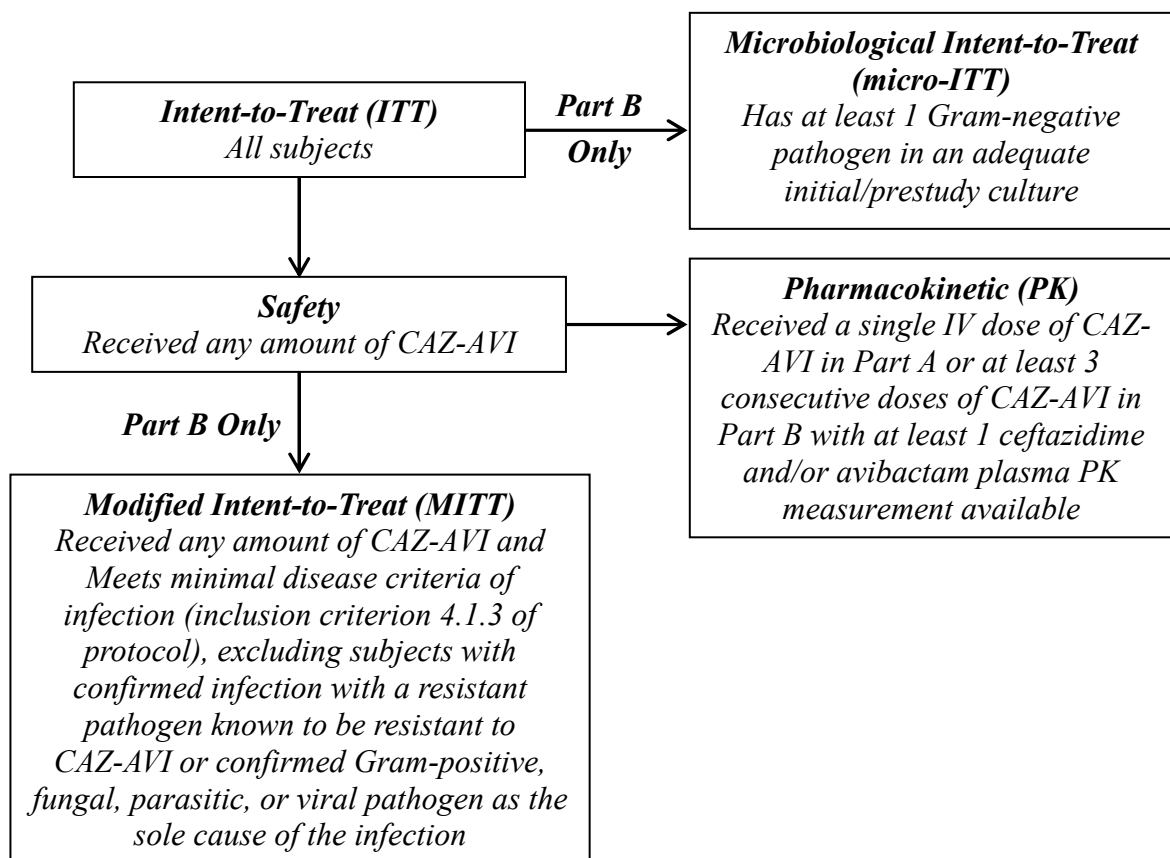 Intent-to-Treat (ITT)
All subjects
Part B
Only
Microbiological Intent-to-Treat
(micro-ITT)
Has at least 1 Gram-negative
pathogen in an adequate
initial/prestudy culture
Safety
Received any amount of CAZ-AVI
Pharmacokinetic (PK)
Received a single IV dose of CAZ-
AVI in Part A or at least 3
consecutive doses of CAZ-AVI in
Part B with at least 1 ceftazidime
and/or avibactam plasma PK
measurement available
Part B Only
Modified Intent-to-Treat (MITT)
Received any amount of CAZ-AVI and
Meets minimal disease criteria of
infection (inclusion criterion 4.1.3 of
protocol), excluding subjects with
confirmed infection with a resistant
pathogen known to be resistant to
CAZ-AVI or confirmed Gram-positive,
fungal, parasitic, or viral pathogen as the
sole cause of the infection